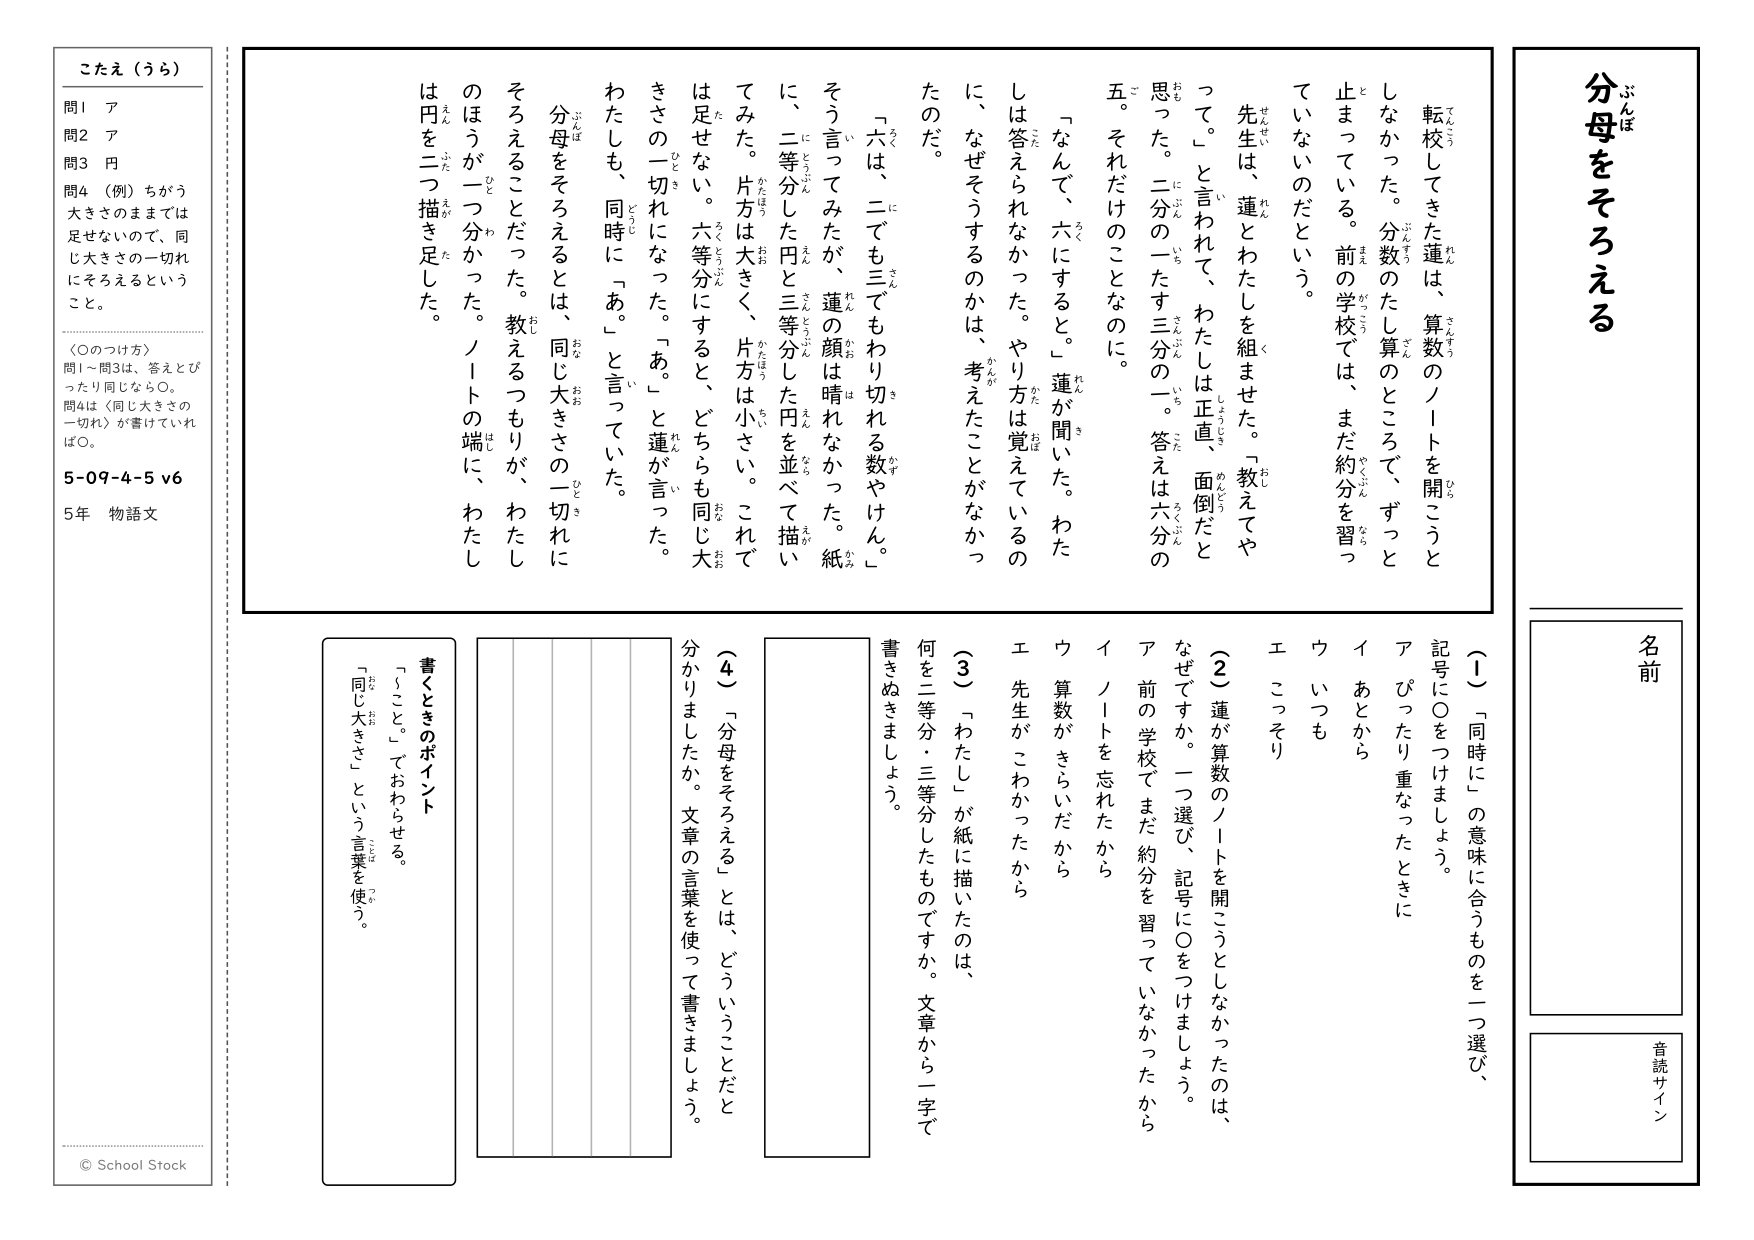 分母をそろえる
名前
音読サイン
転校してきた蓮は、算数のノートを開こうと
しなかった。分数のたし算のところで、ずっと
止まっている。前の学校では、まだ約分を習っ
ていないのだという。
先生は、蓮とわたしを組ませた。「教えてや
って。」と言われて、わたしは正直、面倒だと
思った。二分の一たす三分の一。答えは六分の
五。それだけのことなのに。
「なんで、六にすると。」蓮が聞いた。わた
しは答えられなかった。やり方は覚えているの
に、なぜそうするのかは、考えたことがなかっ
たのだ。
「六は、二でも三でもわり切れる数やけん。」
そう言ってみたが、蓮の顔は晴れなかった。紙
に、二等分した円と三等分した円を並べて描い
てみた。片方は大きく、片方は小さい。これで
は足せない。六等分にすると、どちらも同じ大
きさの一切れになった。「あ。」と蓮が言った。
わたしも、同時に「あ。」と言っていた。
分母をそろえるとは、同じ大きさの一切れに
そろえることだった。教えるつもりが、わたし
のほうが一つ分かった。ノートの端に、わたし
は円を二つ描き足した。
(1)「同時に」の意味に合うものを一つ選び、
記号に〇をつけましょう。
ア ぴったり重なったときに
イ あとから
ウ いつも
エ こっそり
(2)蓮が算数のノートを開こうとしなかったのは、
なぜですか。一つ選び、記号に〇をつけましょう。
ア 前の学校でまだ約分を習っていなかったから
イ ノートを忘れたから
ウ 算数がきらいだから
エ 先生がこわかったから
(3)「わたし」が紙に描いたのは、
何を二等分・三等分したものですか。文章から一字で
書きぬきましょう。
(4)「分母をそろえる」とは、どういうことだと
分かりましたか。文章の言葉を使って書きましょう。
書くときのポイント
「〜こと。」でおわらせる。
「同じ大きさ」という言葉を使う。
こたえ（うら）
問1 ア
問2 ア
問3 円
問4 （例）ちがう
大きさのままでは
足せないので、同
じ大きさの一切れ
にそろえるという
こと。
〈〇のつけ方〉
問1〜問3は、答えとぴ
ったり同じなら〇。
問4は〈同じ大きさの
一切れ〉が書けていれ
ば〇。
5-09-4-5 v6
5年 物語文
© School Stock